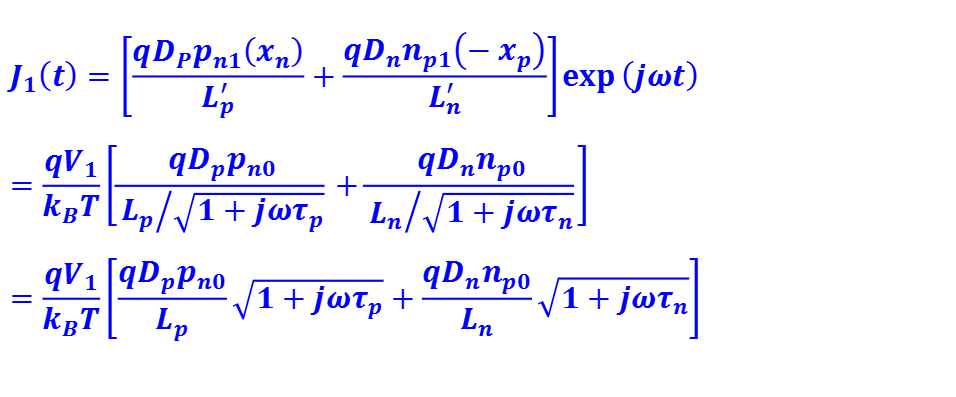 J₁(t) = [qD_P p_{n1}(x_n)/L′_p + qD_n n_{p1}(−x_p)/L′_n] exp (jωt)
= qV₁/k_BT [qD_p p_{n0}/(L_p/√(1 + jωτ_p)) + qD_n n_{p0}/(L_n/√(1 + jωτ_n))]
= qV₁/k_BT [qD_p p_{n0}/L_p √(1 + jωτ_p) + qD_n n_{p0}/L_n √(1 + jωτ_n)]